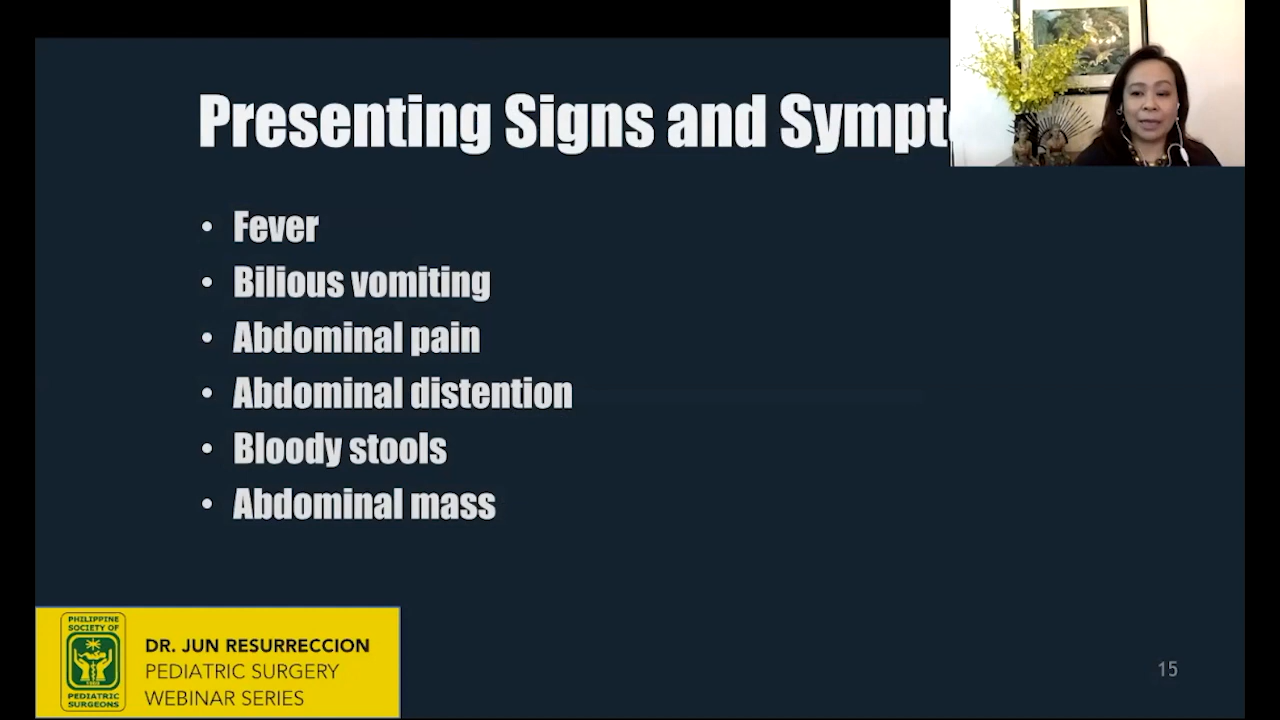 Presenting Signs and Sympt
• Fever
• Bilious vomiting
• Abdominal pain
• Abdominal distention
• Bloody stools
• Abdominal mass
PHILIPPINE
SOCIETY OF
PEDIATRIC
SURGEONS
DR. JUN RESURRECCION
PEDIATRIC SURGERY
WEBINAR SERIES
15